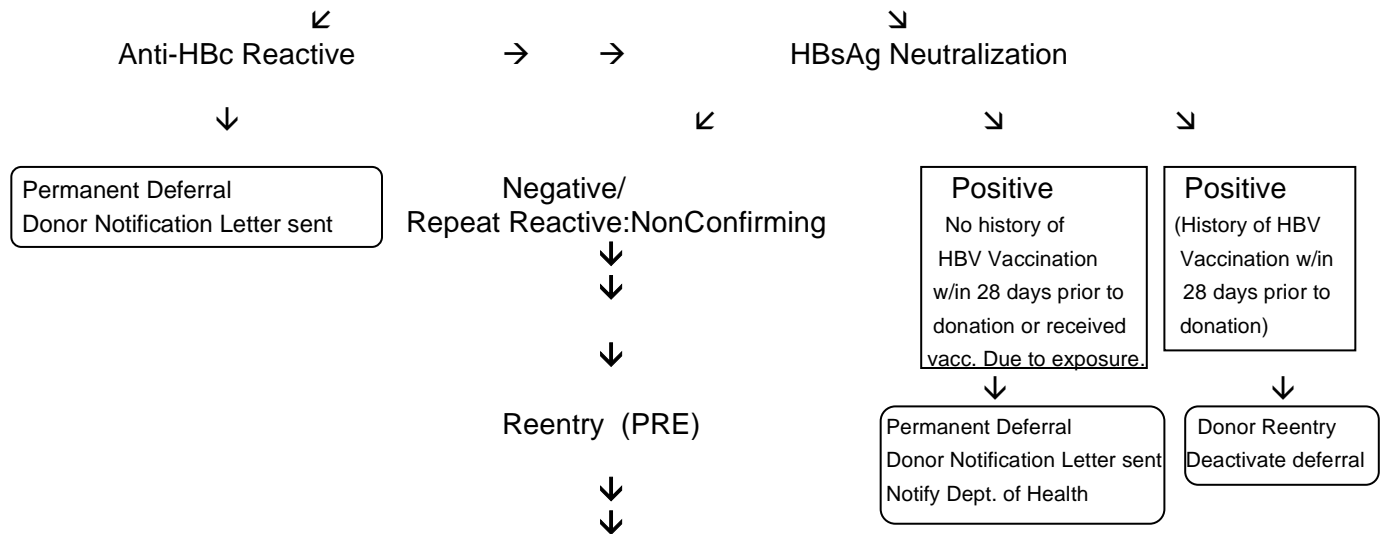 Anti-HBc Reactive → → HBsAg Neutralization
Permanent Deferral
Donor Notification Letter sent
Negative/
Repeat Reactive:NonConfirming
Positive
No history of
HBV Vaccination
w/in 28 days prior to
donation or received
vacc. Due to exposure.
Positive
(History of HBV
Vaccination w/in
28 days prior to
donation)
Reentry (PRE)
Permanent Deferral
Donor Notification Letter sent
Notify Dept. of Health
Donor Reentry
Deactivate deferral